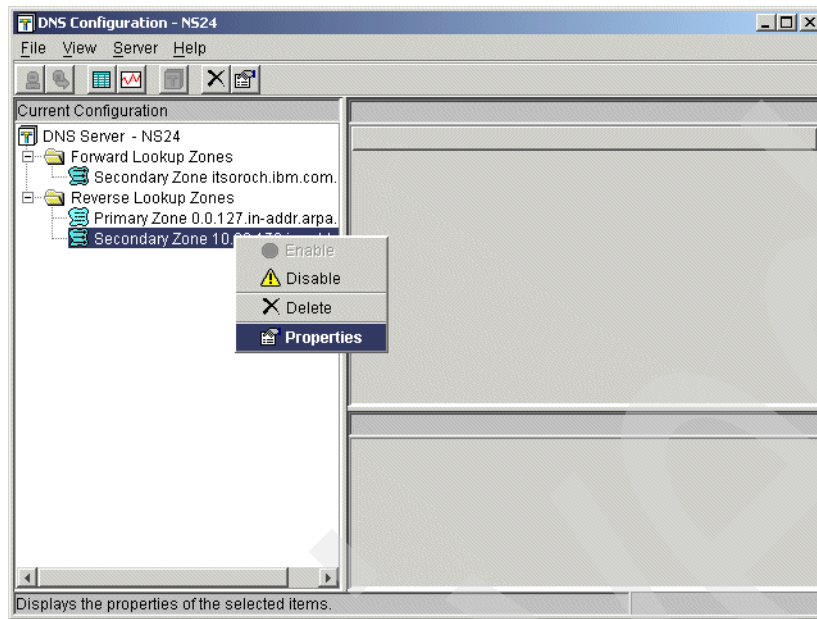 DNS Configuration - NS24
File View Server Help
Current Configuration
DNS Server - NS24
Forward Lookup Zones
Secondary Zone itsoroch.ibm.com.
Reverse Lookup Zones
Primary Zone 0.0.127.in-addr.arpa.
Secondary Zone
Enable
Disable
Delete
Properties
Displays the properties of the selected items.